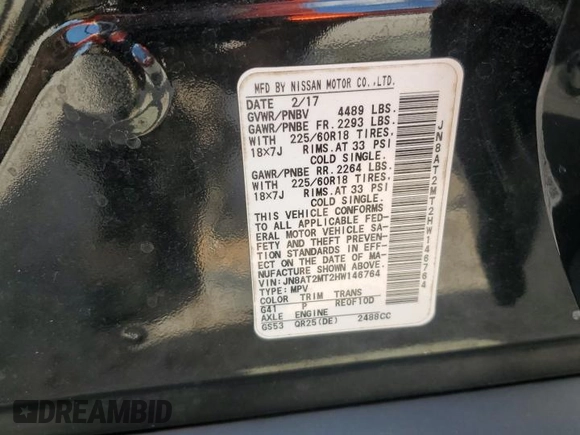 MFD BY NISSAN MOTOR CO.,LTD.
DATE 2/17
GVWR/PNBV 4489 LBS.
GAWR/PNBE FR. 2293 LBS.
WITH 225/60R18 TIRES.
18×7J RIMS.AT 33 PSI
COLD SINGLE.
GAWR/PNBE RR. 2264 LBS.
WITH 225/60R18 TIRES.
18×7J RIMS.AT 33 PSI
COLD SINGLE.
THIS VEHICLE CONFORMS
TO ALL APPLICABLE FED-
ERAL MOTOR VEHICLE SA-
FETY AND THEFT PREVEN-
TION STANDARDS IN EFF-
ECT ON THE DATE OF MA-
NUFACTURE SHOWN ABOVE.
VIN:JN8AT2MT2HW146764
TYPE:MPV
COLOR TRIM TRANS
G41 P RE0F10D
AXLE ENGINE
GS53 QR25(DE) 2488CC
JN8AT2MT2HW146764
DREAMBID